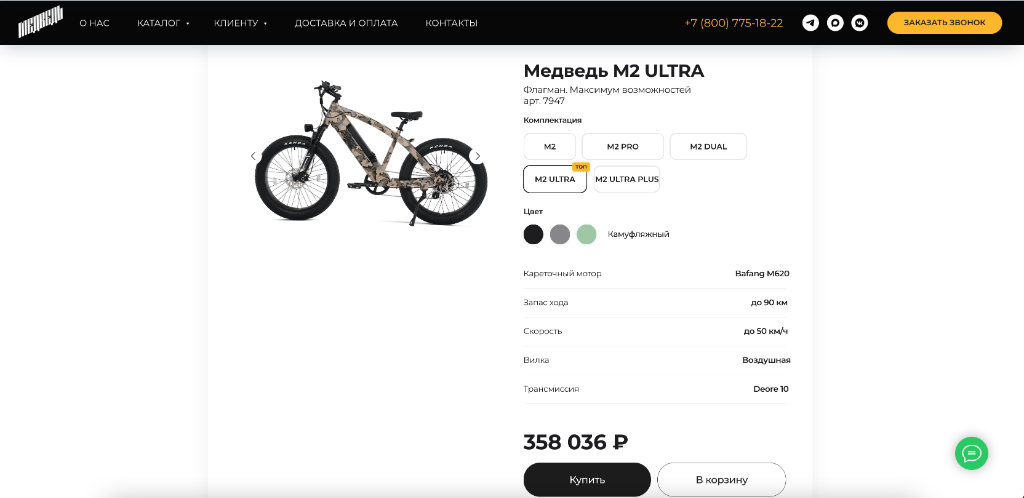 МЕДВЕДЬ
О НАС
КАТАЛОГ
КЛИЕНТУ
ДОСТАВКА И ОПЛАТА
КОНТАКТЫ
+7 (800) 775-18-22
ЗАКАЗАТЬ ЗВОНОК
Медведь M2 ULTRA
Флагман. Максимум возможностей
арт. 7947
Комплектация
M2
M2 PRO
M2 DUAL
ТОП
M2 ULTRA
M2 ULTRA PLUS
Цвет
Камуфляжный
Кареточный мотор
Bafang M620
Запас хода
до 90 км
Скорость
до 50 км/ч
Вилка
Воздушная
Трансмиссия
Deore 10
358 036 ₽
Купить
В корзину